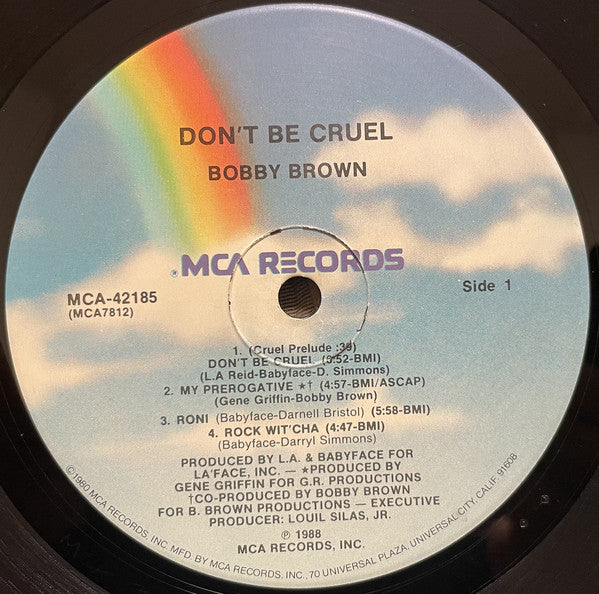 DON'T BE CRUEL
BOBBY BROWN
MCA RECORDS
MCA-42185
(MCA7812)
Side 1
1. (Cruel Prelude :39)
DON'T BE CRUEL (5:52-BMI)
(L.A Reid-Babyface-D. Simmons)
2. MY PREROGATIVE ★† (4:57-BMI/ASCAP)
(Gene Griffin-Bobby Brown)
3. RONI (Babyface-Darnell Bristol) (5:58-BMI)
4. ROCK WIT'CHA (4:47-BMI)
(Babyface-Darryl Simmons)
PRODUCED BY L.A. & BABYFACE FOR
LA'FACE, INC. — ★PRODUCED BY
GENE GRIFFIN FOR G.R. PRODUCTIONS
†CO-PRODUCED BY BOBBY BROWN
FOR B. BROWN PRODUCTIONS — EXECUTIVE
PRODUCER: LOUIL SILAS, JR.
℗ 1988
MCA RECORDS, INC.
©1980 MCA RECORDS, INC. MFD. BY MCA RECORDS, INC., 70 UNIVERSAL PLAZA, UNIVERSAL CITY, CALIF. 91608